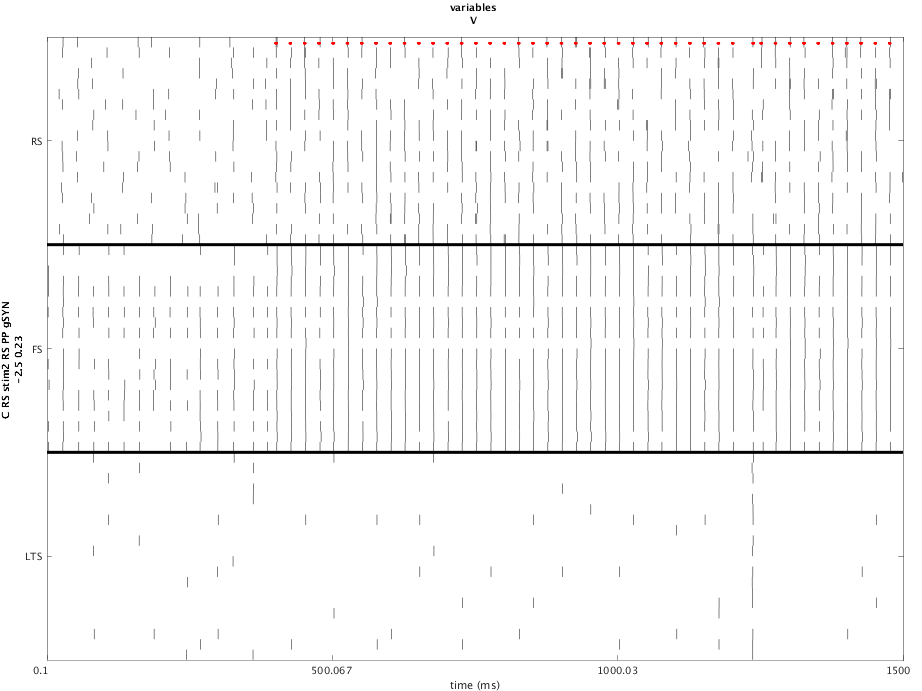 variables
V
RS
FS
LTS
C RS stim2 RS PP gSYN
-2.5 0.23
0.1
500.067
1000.03
1500
time (ms)